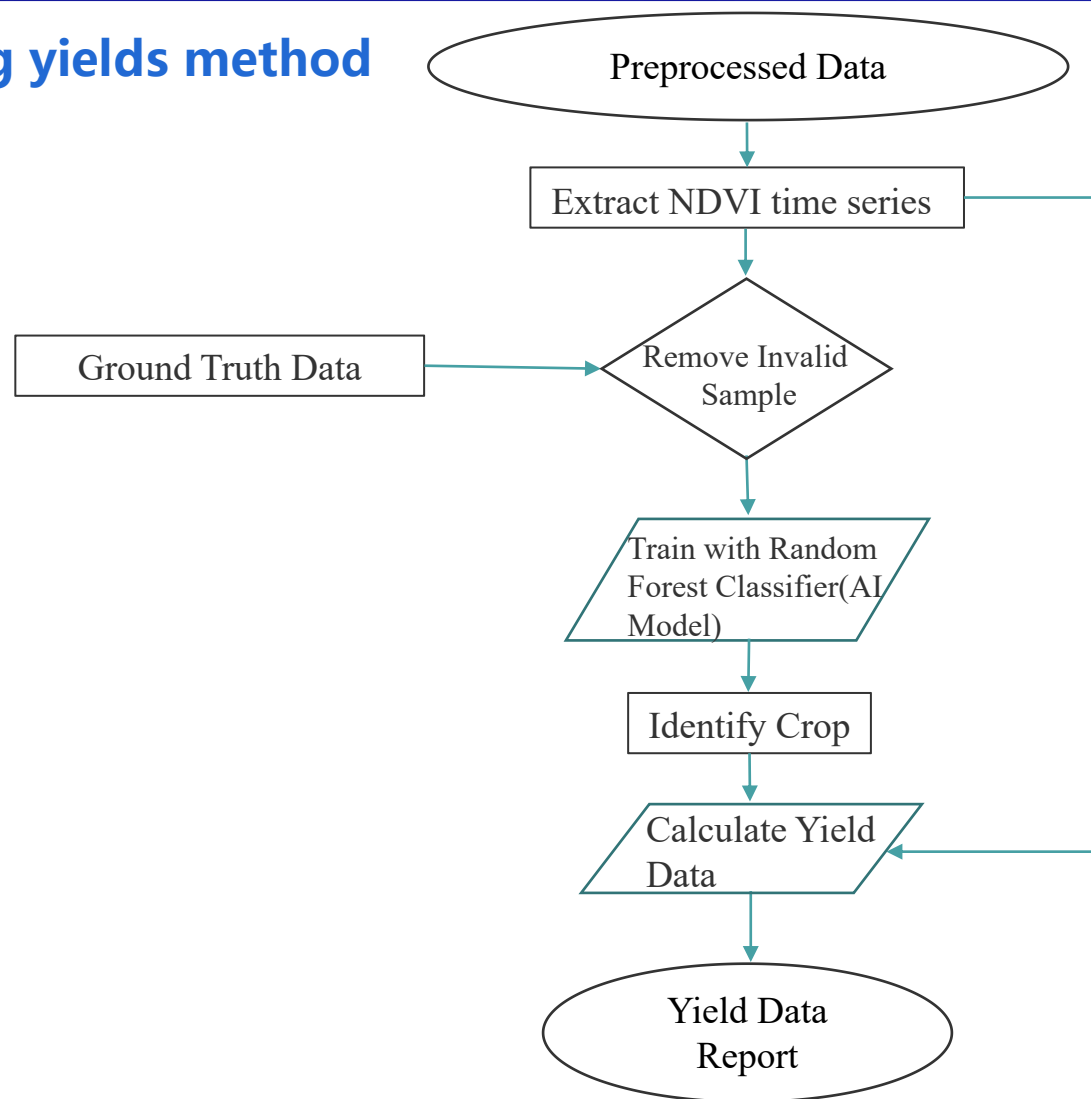 g yields method
Preprocessed Data
Extract NDVI time series
Ground Truth Data
Remove Invalid
Sample
Train with Random
Forest Classifier(AI
Model)
Identify Crop
Calculate Yield
Data
Yield Data
Report